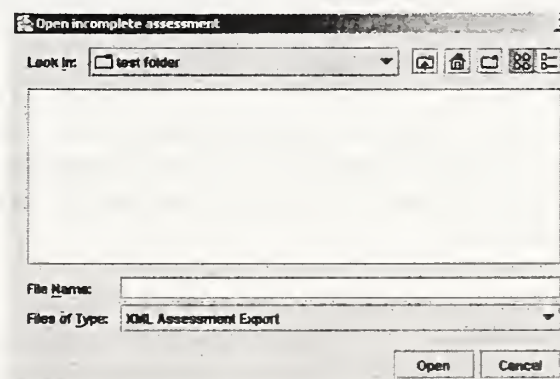 Open incomplete assessment
Look In: test folder
File Name:
Files of Type: XML Assessment Export
Open Cancel